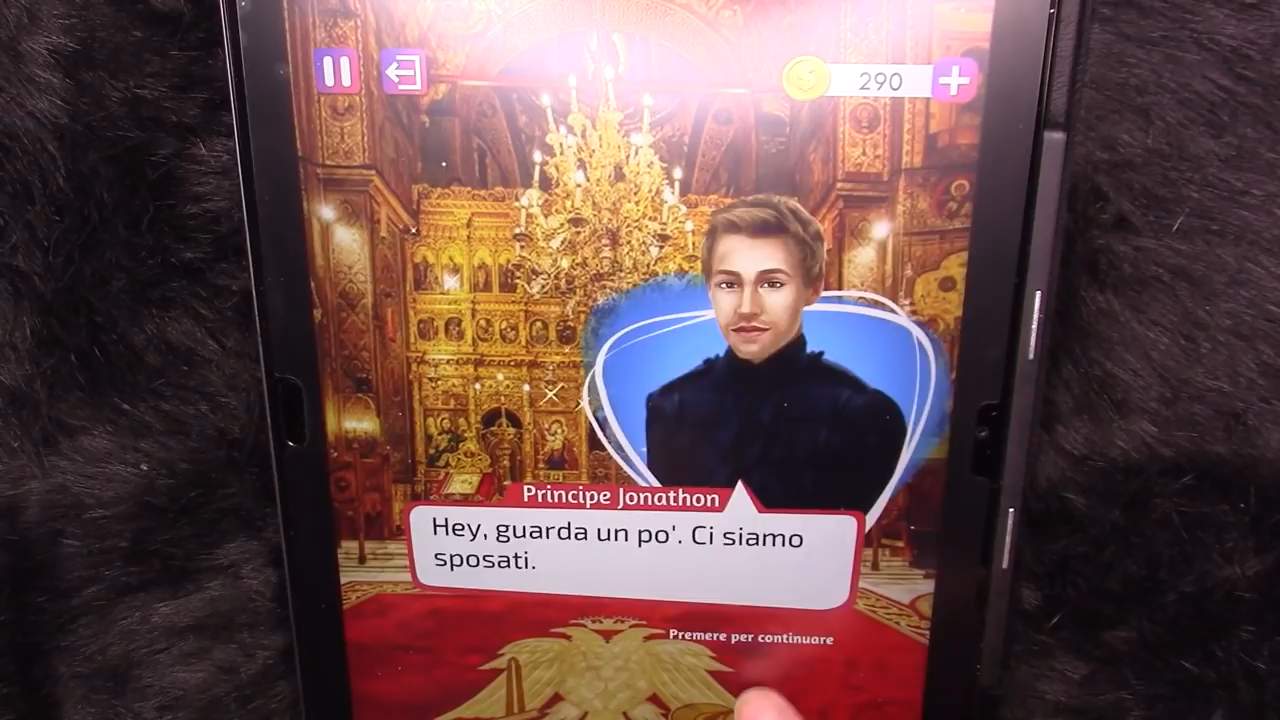 290
Principe Jonathon
Hey, guarda un po'. Ci siamo
sposati.
Premere per continuare